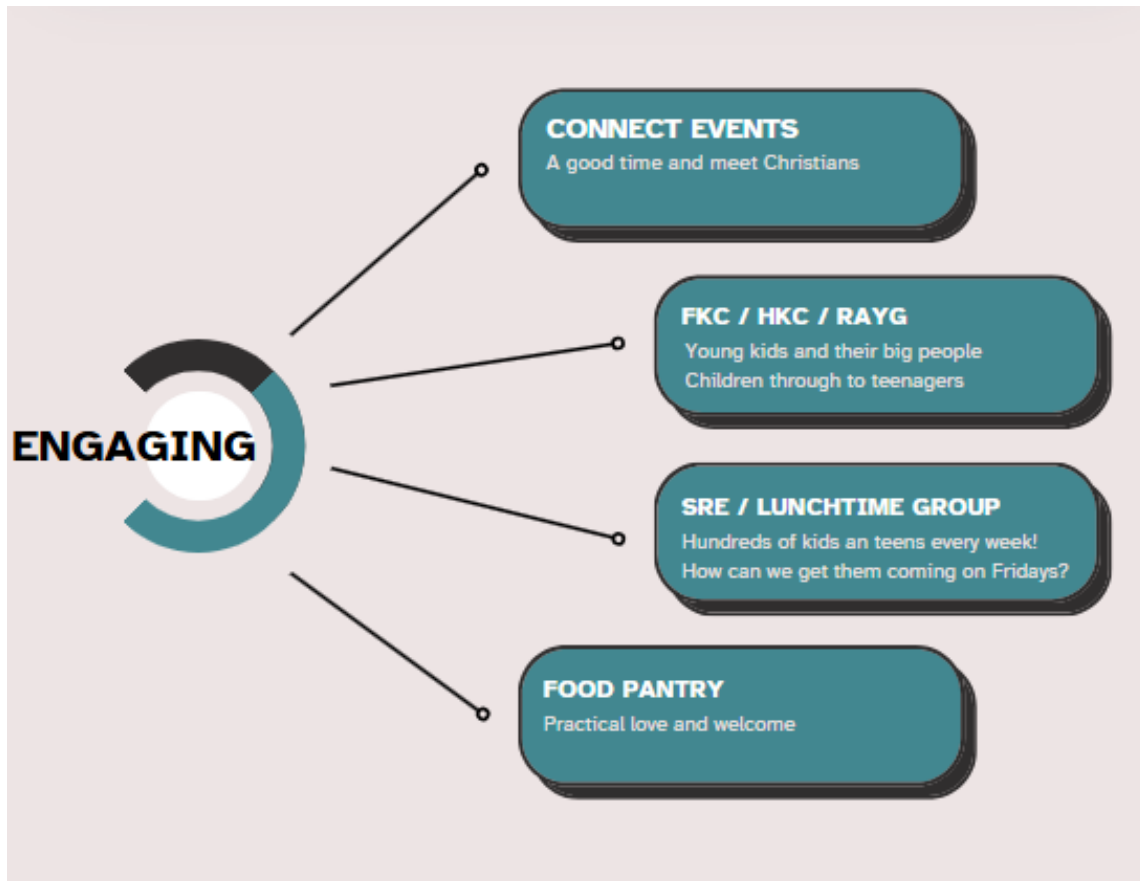 CONNECT EVENTS
A good time and meet Christians
FKC / HKC / RAYG
Young kids and their big people
Children through to teenagers
ENGAGING
SRE / LUNCHTIME GROUP
Hundreds of kids an teens every week!
How can we get them coming on Fridays?
FOOD PANTRY
Practical love and welcome